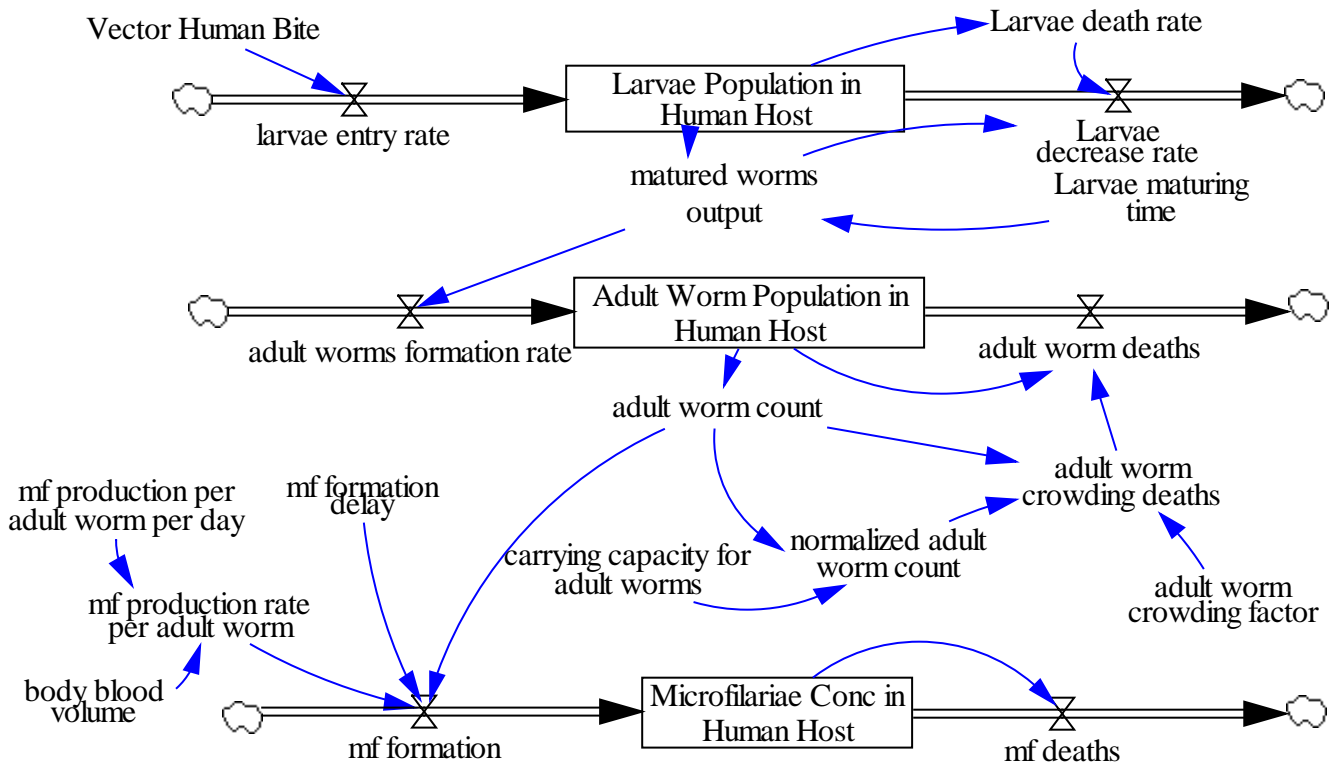 Vector Human Bite
Larvae death rate
larvae entry rate
Larvae Population in
Human Host
Larvae
decrease rate
matured worms
output
Larvae maturing
time
Adult Worm Population in
Human Host
adult worms formation rate
adult worm deaths
adult worm count
mf production per
adult worm per day
mf formation
delay
adult worm
crowding deaths
carrying capacity for
adult worms
normalized adult
worm count
adult worm
crowding factor
mf production rate
per adult worm
body blood
volume
Microfilariae Conc in
Human Host
mf formation
mf deaths